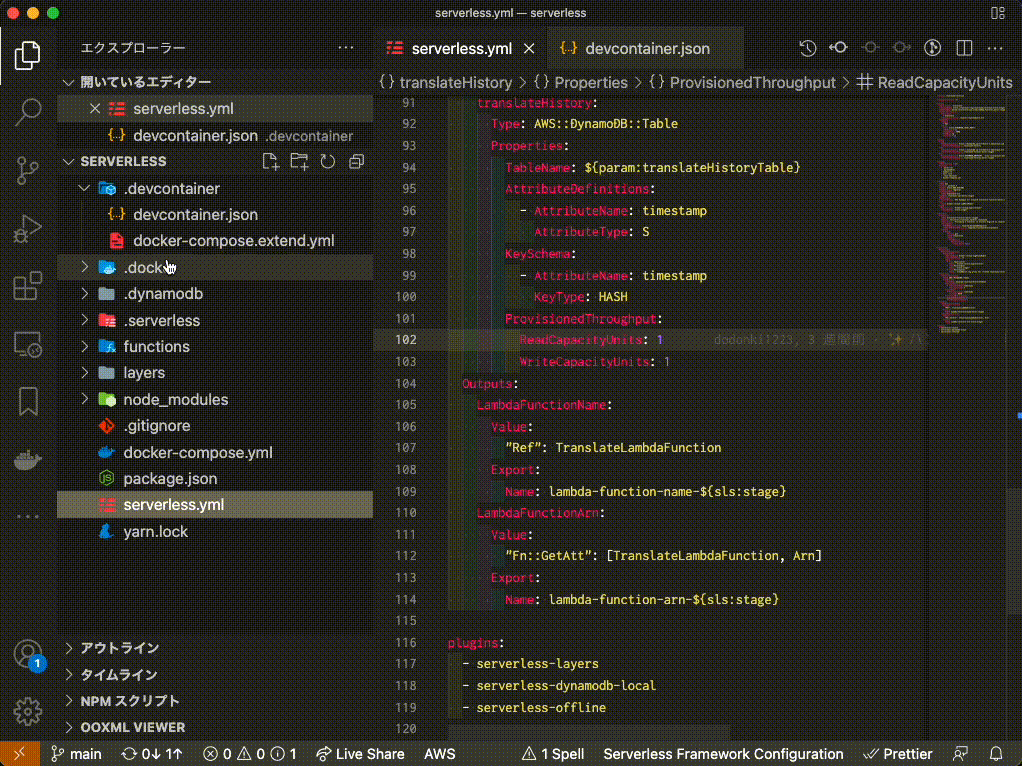 serverless.yml — serverless
エクスプローラー
開いているエディター
serverless.yml
devcontainer.json .devcontainer
SERVERLESS
.devcontainer
devcontainer.json
docker-compose.extend.yml
.dock
.dynamodb
.serverless
functions
layers
node_modules
.gitignore
docker-compose.yml
package.json
serverless.yml
yarn.lock
アウトライン
タイムライン
NPM スクリプト
OOXML VIEWER
1
serverless.yml
{..} devcontainer.json
{} translateHistory > {} Properties > {} ProvisionedThroughput > ReadCapacityUnits
91 translateHistory:
92 Type: AWS::DynamoDB::Table
93 Properties:
94 TableName: ${param:translateHistoryTable}
95 AttributeDefinitions:
96 - AttributeName: timestamp
97 AttributeType: S
98 KeySchema:
99 - AttributeName: timestamp
100 KeyType: HASH
101 ProvisionedThroughput:
102 ReadCapacityUnits: 1 dodonki1223, 3 週間前 •
103 WriteCapacityUnits: 1
104 Outputs:
105 LambdaFunctionName:
106 Value:
107 "Ref": TranslateLambdaFunction
108 Export:
109 Name: lambda-function-name-${sls:stage}
110 LambdaFunctionArn:
111 Value:
112 "Fn::GetAtt": [TranslateLambdaFunction, Arn]
113 Export:
114 Name: lambda-function-arn-${sls:stage}
115
116 plugins:
117 - serverless-layers
118 - serverless-dynamodb-local
119 - serverless-offline
120
main 0↓ 1↑ 0 0 1 Live Share AWS 1 Spell Serverless Framework Configuration Prettier